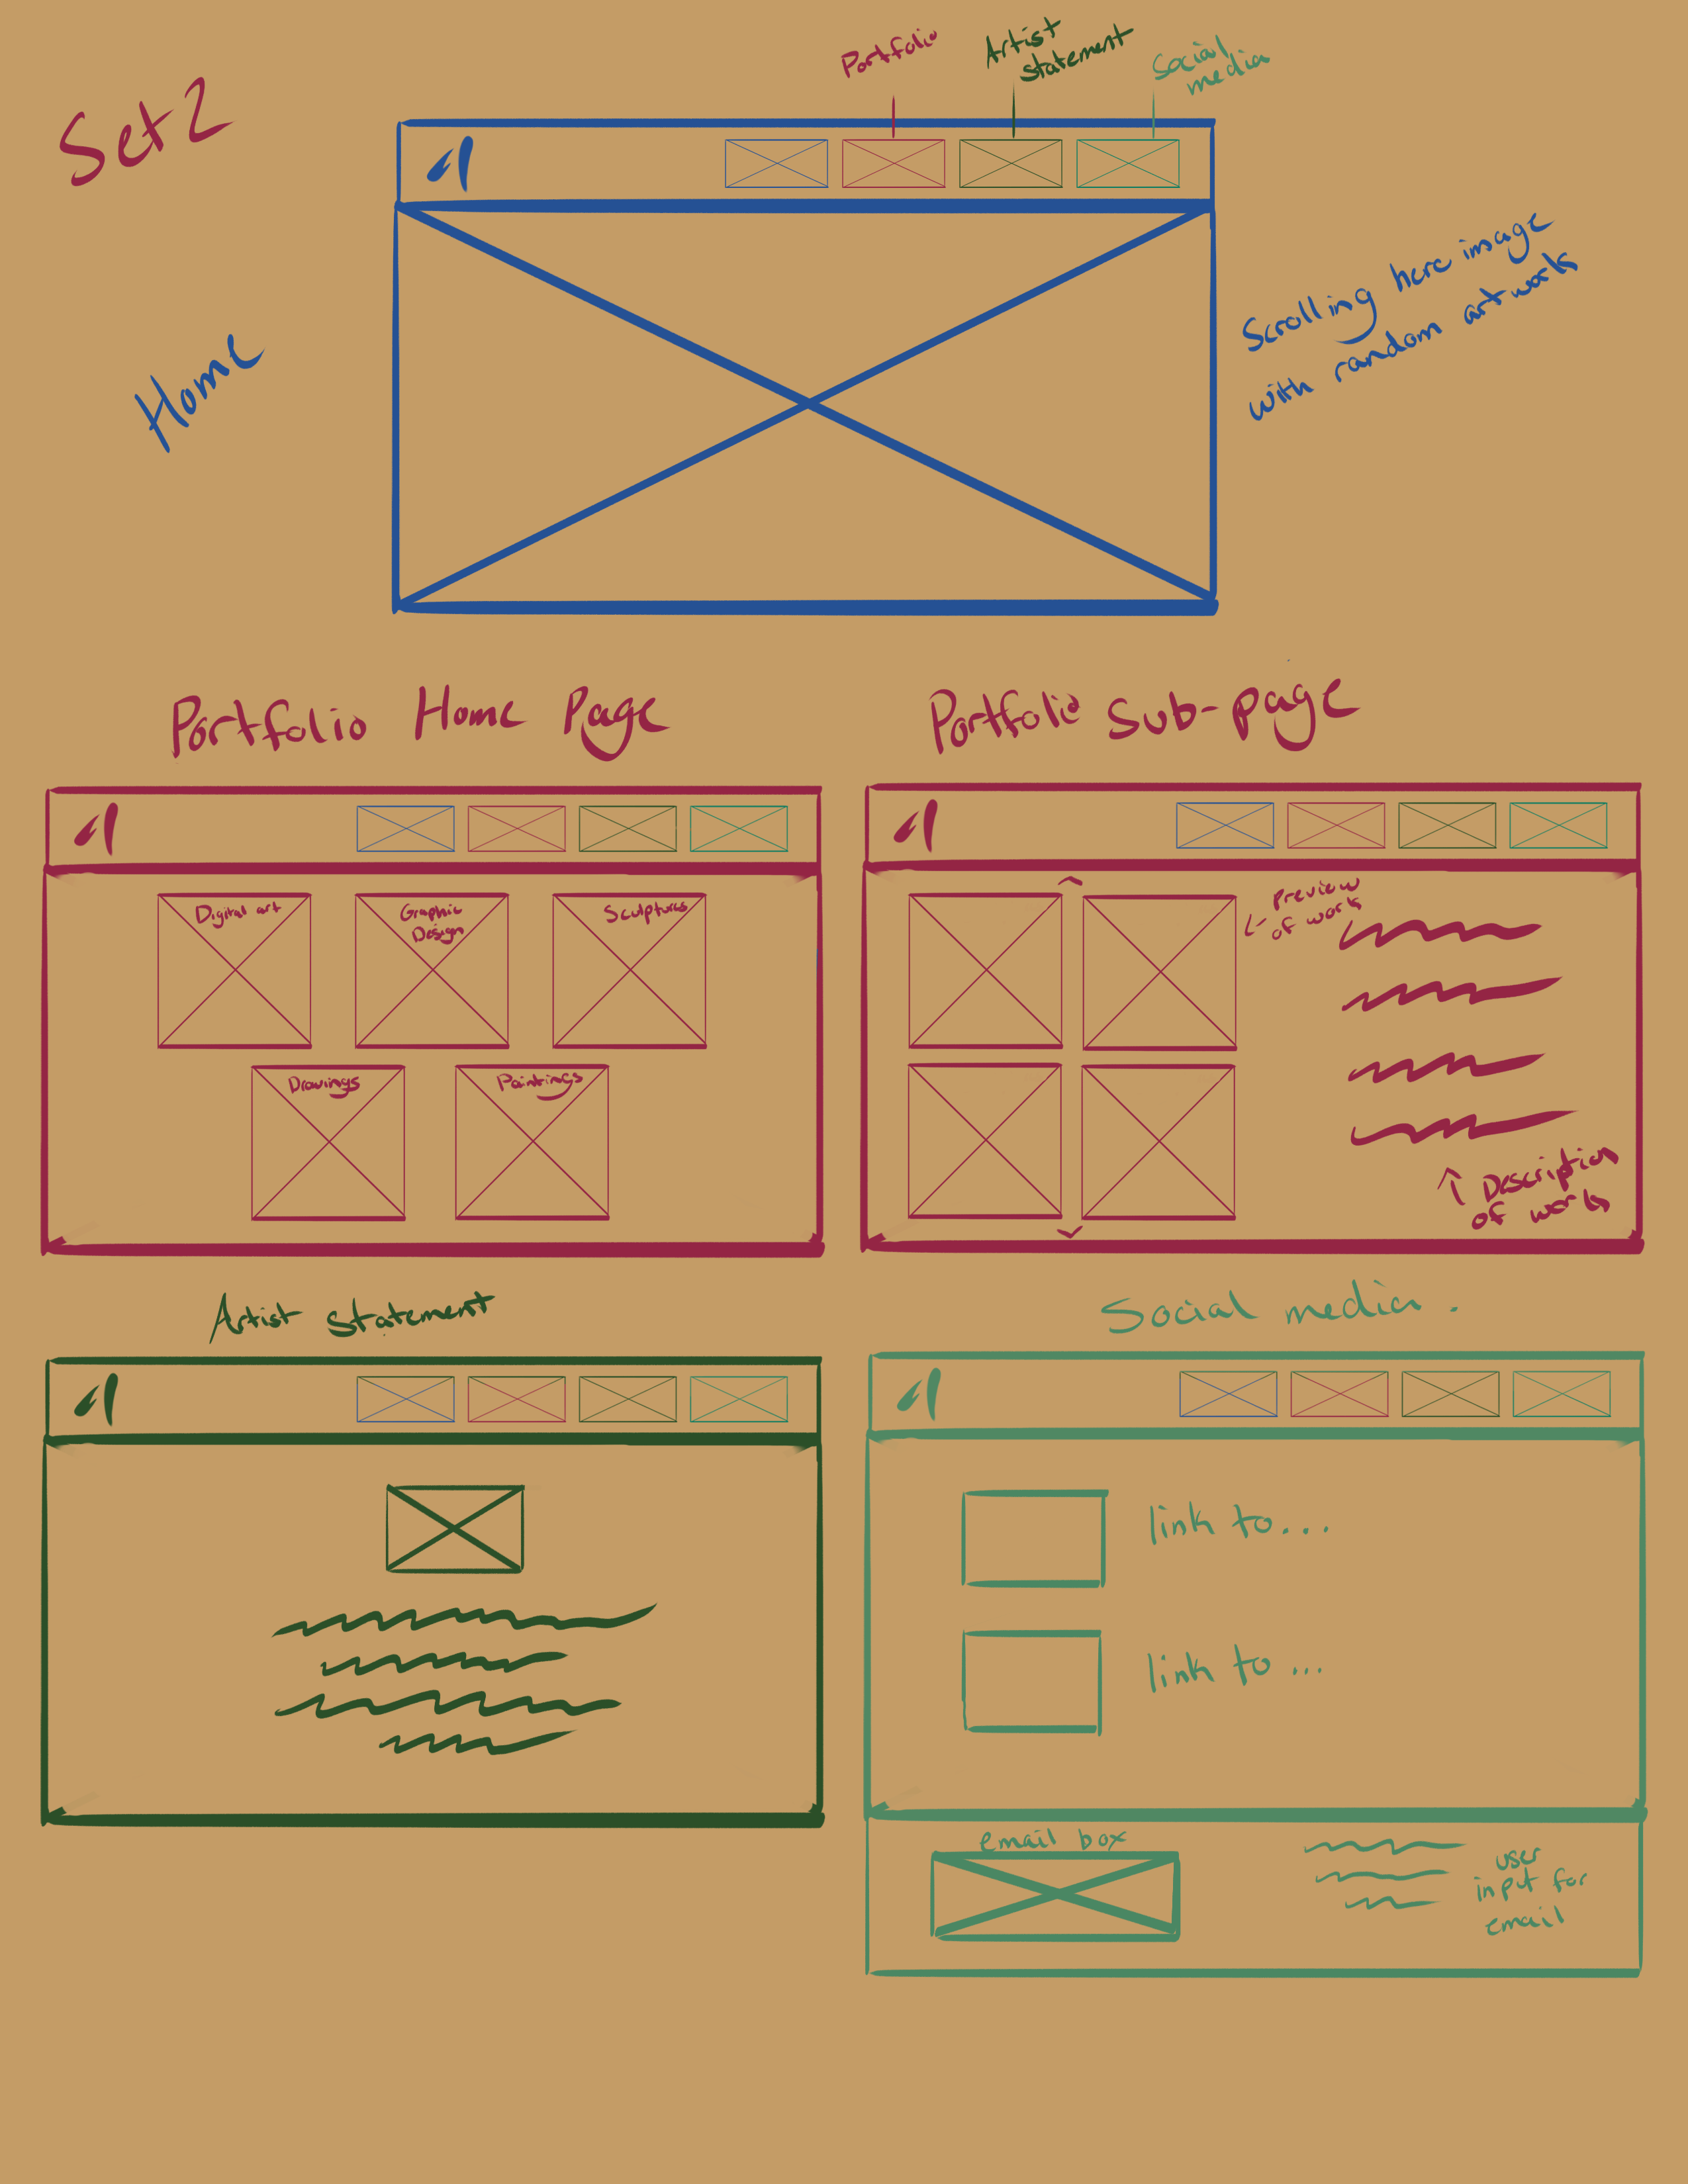 Set 2
Portfolio
Artist
statement
Social
media
Home
Scrolling hero image
with random artwork
Portfolio Home Page
Portfolio Sub-Page
Digital art
Graphic
Design
Sculptures
Drawings
Paintings
Preview
of work
Description
of work
Artist statement
Social media.
link to...
link to...
email box
user
input for
email